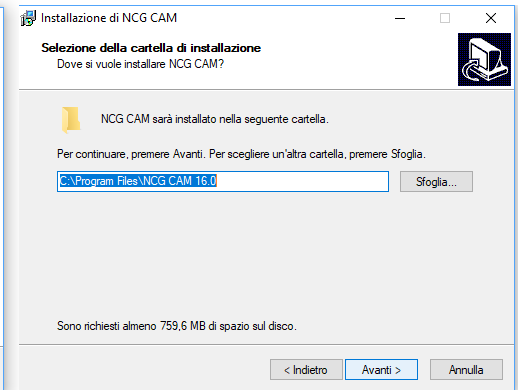 Installazione di NCG CAM
Selezione della cartella di installazione
Dove si vuole installare NCG CAM?
NCG CAM sarà installato nella seguente cartella.
Per continuare, premere Avanti. Per scegliere un'altra cartella, premere Sfoglia.
C:\Program Files\NCG CAM 16.0
Sfoglia...
Sono richiesti almeno 759,6 MB di spazio sul disco.
< Indietro
Avanti >
Annulla